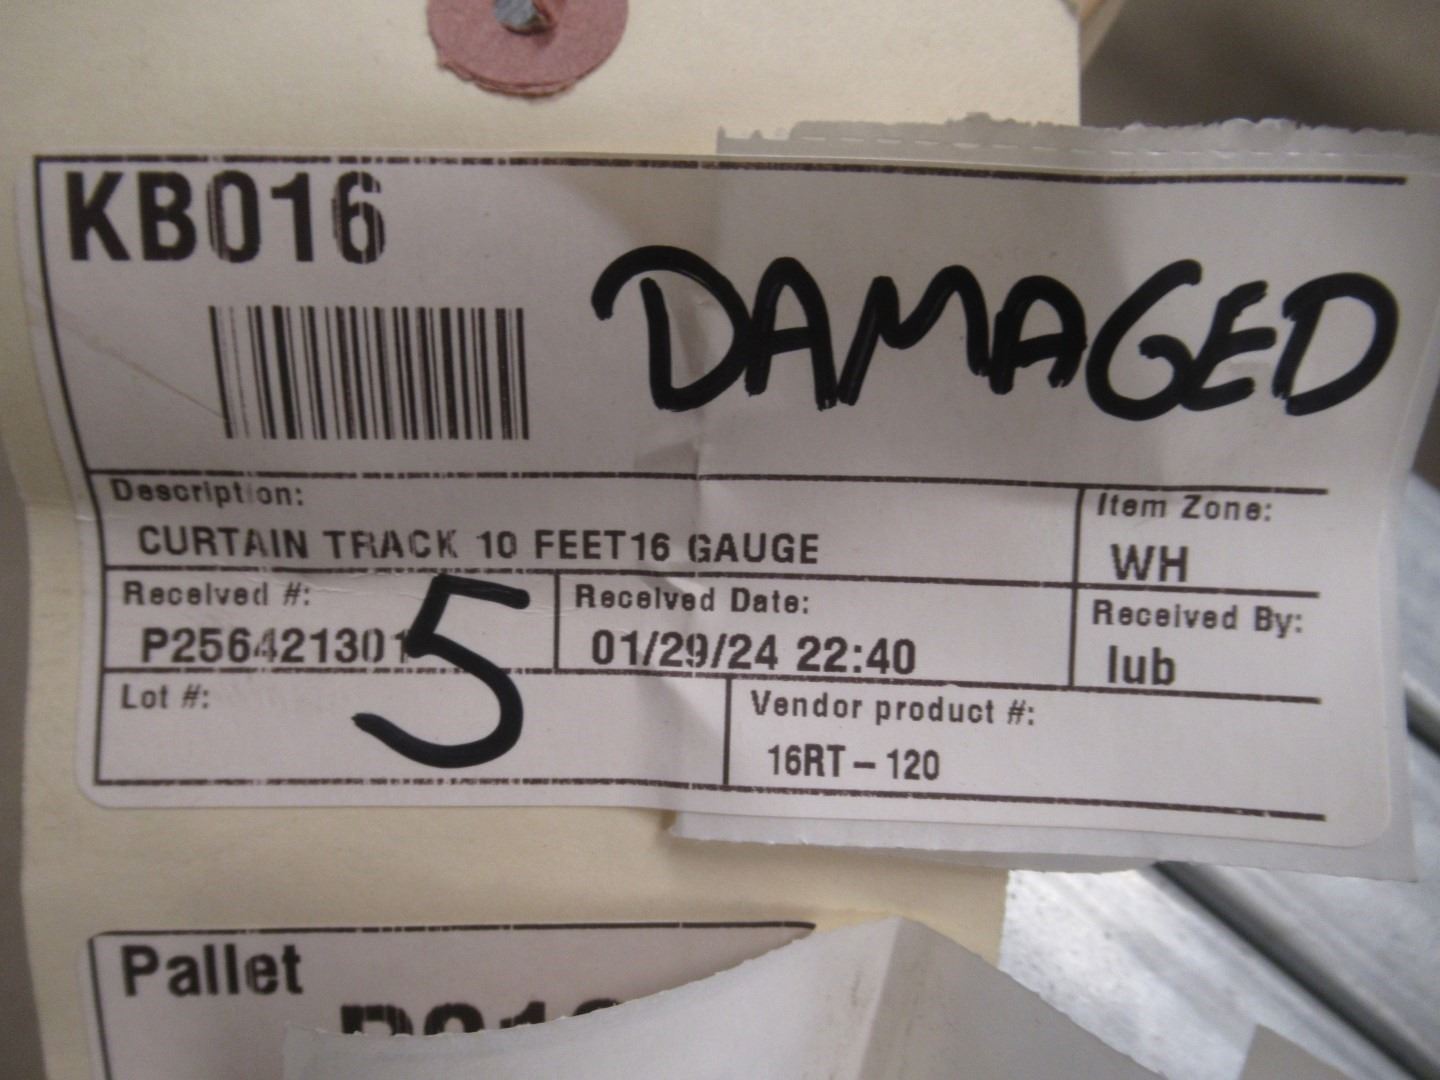 KB016
DAMAGED
Description:
CURTAIN TRACK 10 FEET16 GAUGE
Item Zone:
WH
Received #:
P256421301
5
Received Date:
01/29/24 22:40
Received By:
lub
Lot #:
Vendor product #:
16RT-120
Pallet